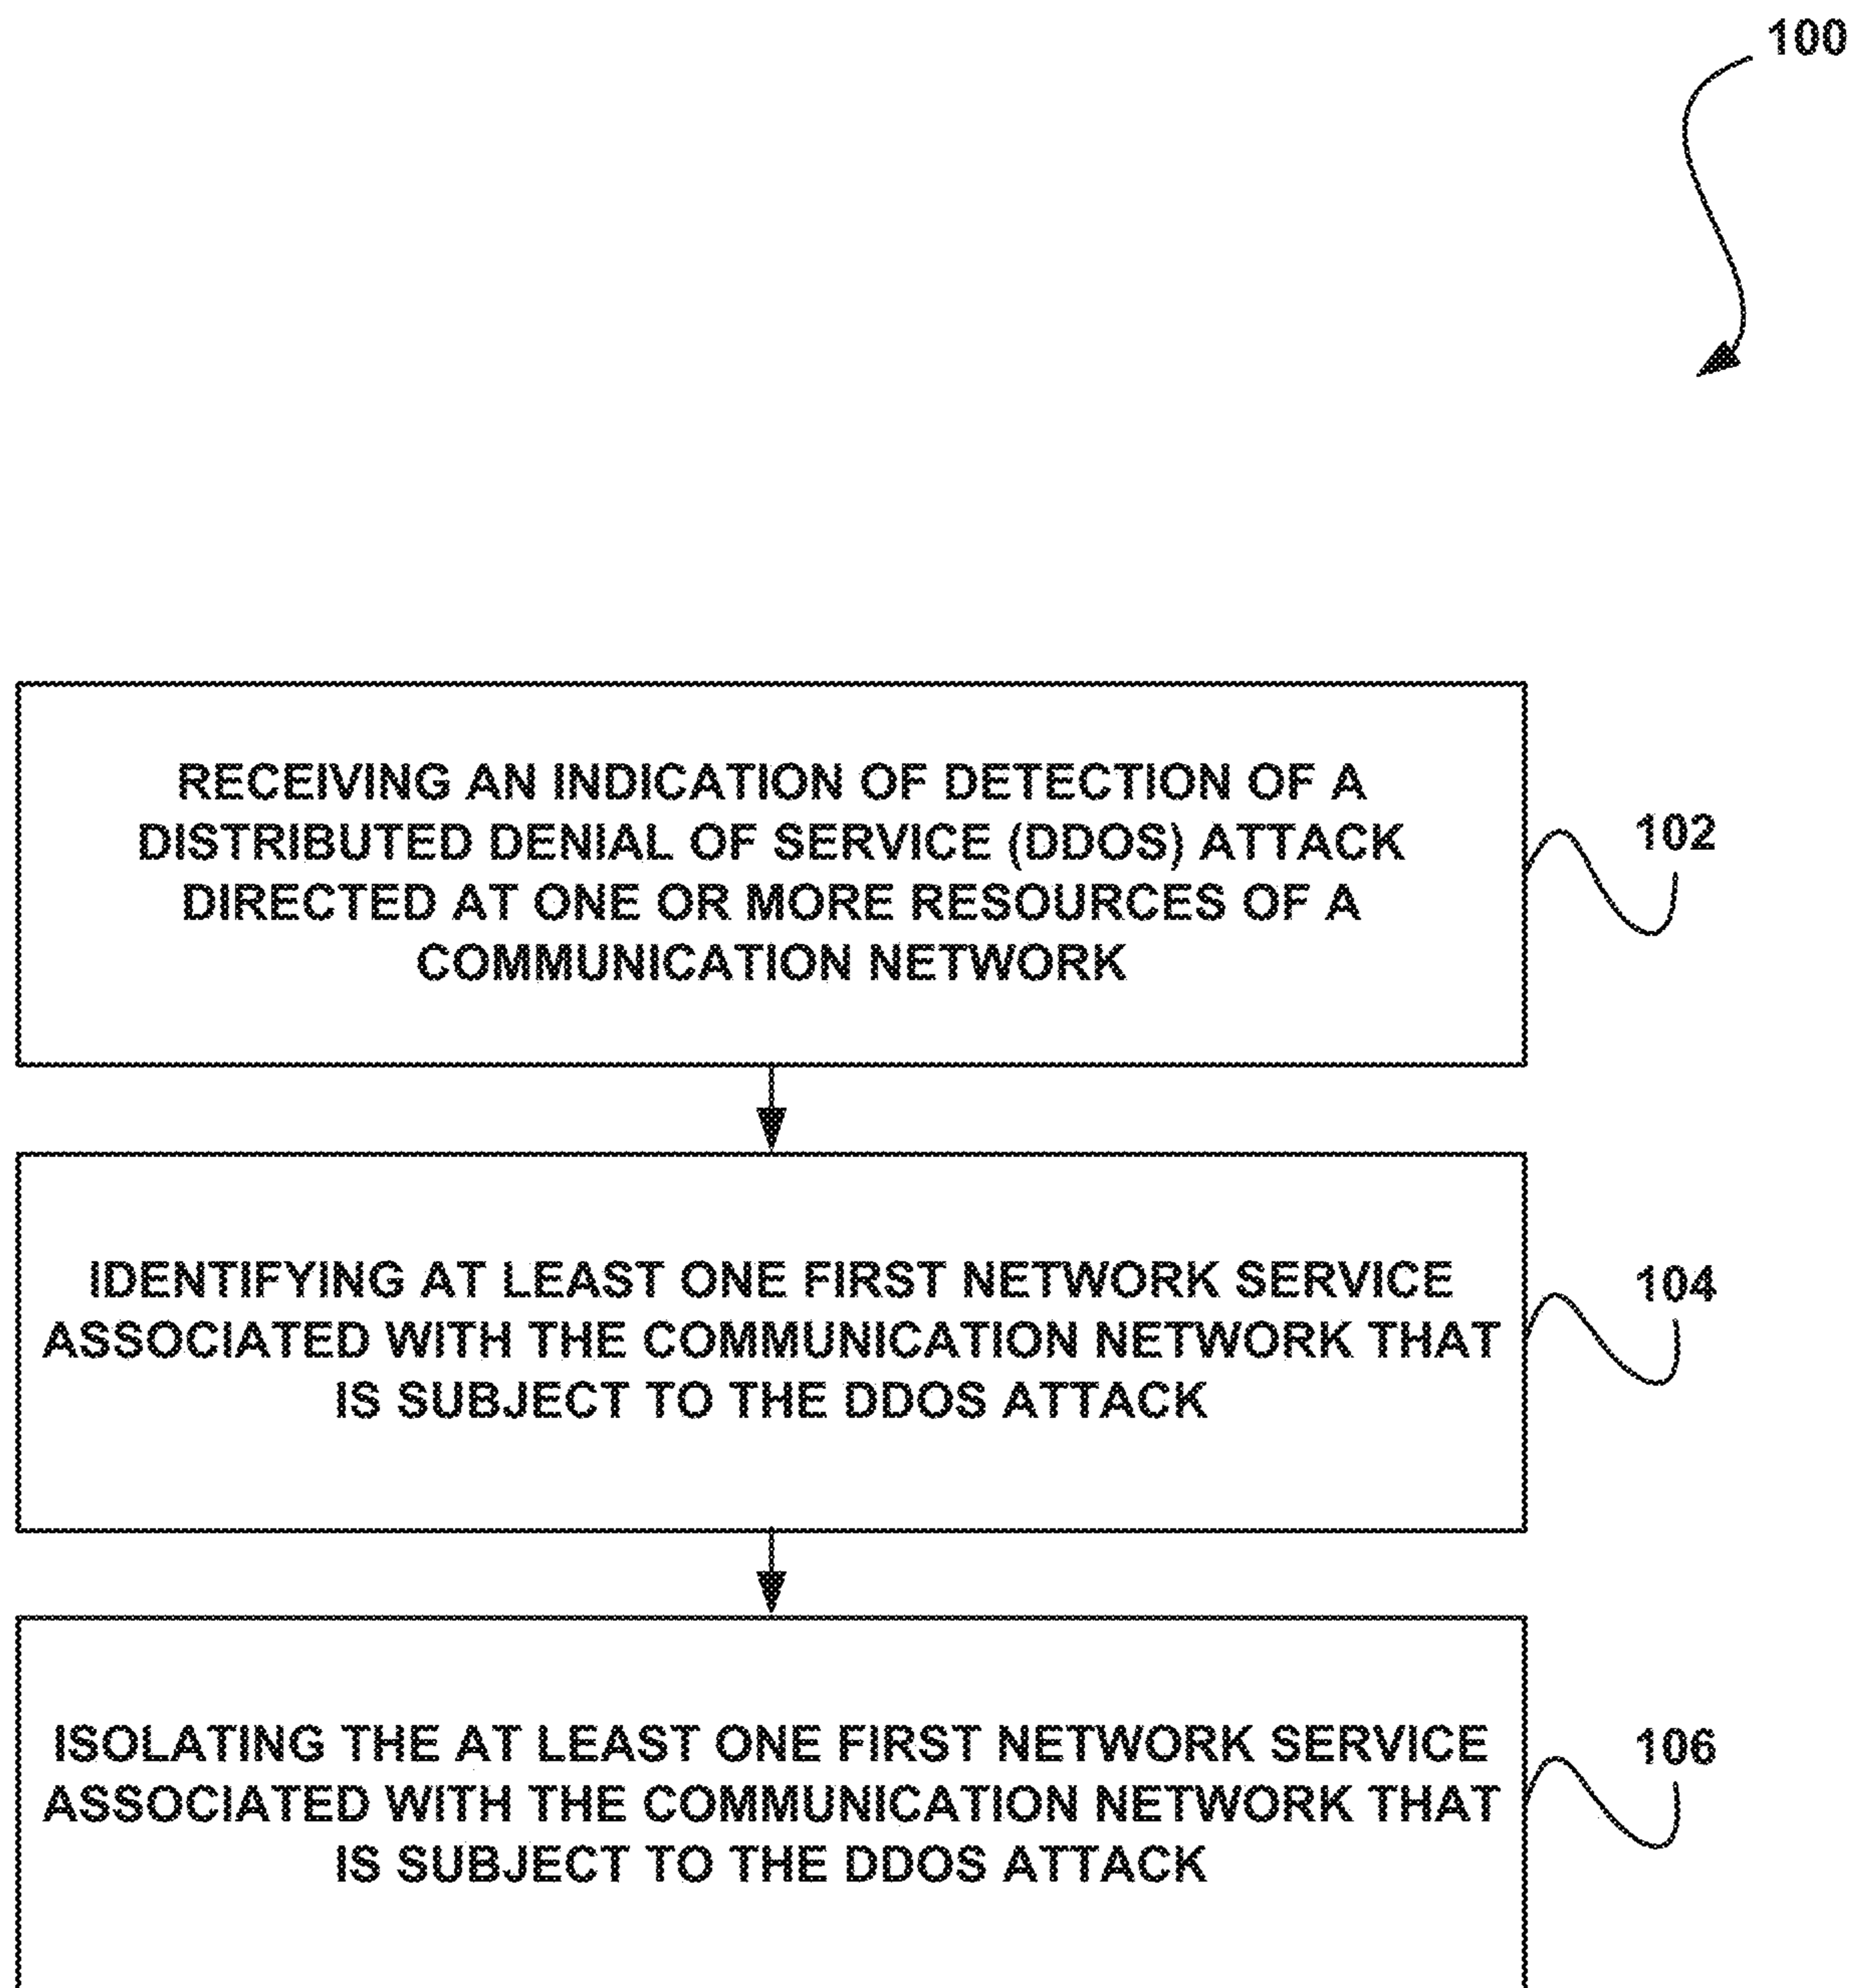 100
RECEIVING AN INDICATION OF DETECTION OF A
DISTRIBUTED DENIAL OF SERVICE (DDOS) ATTACK
DIRECTED AT ONE OR MORE RESOURCES OF A
COMMUNICATION NETWORK
102
IDENTIFYING AT LEAST ONE FIRST NETWORK SERVICE
ASSOCIATED WITH THE COMMUNICATION NETWORK THAT
IS SUBJECT TO THE DDOS ATTACK
104
ISOLATING THE AT LEAST ONE FIRST NETWORK SERVICE
ASSOCIATED WITH THE COMMUNICATION NETWORK THAT
IS SUBJECT TO THE DDOS ATTACK
106